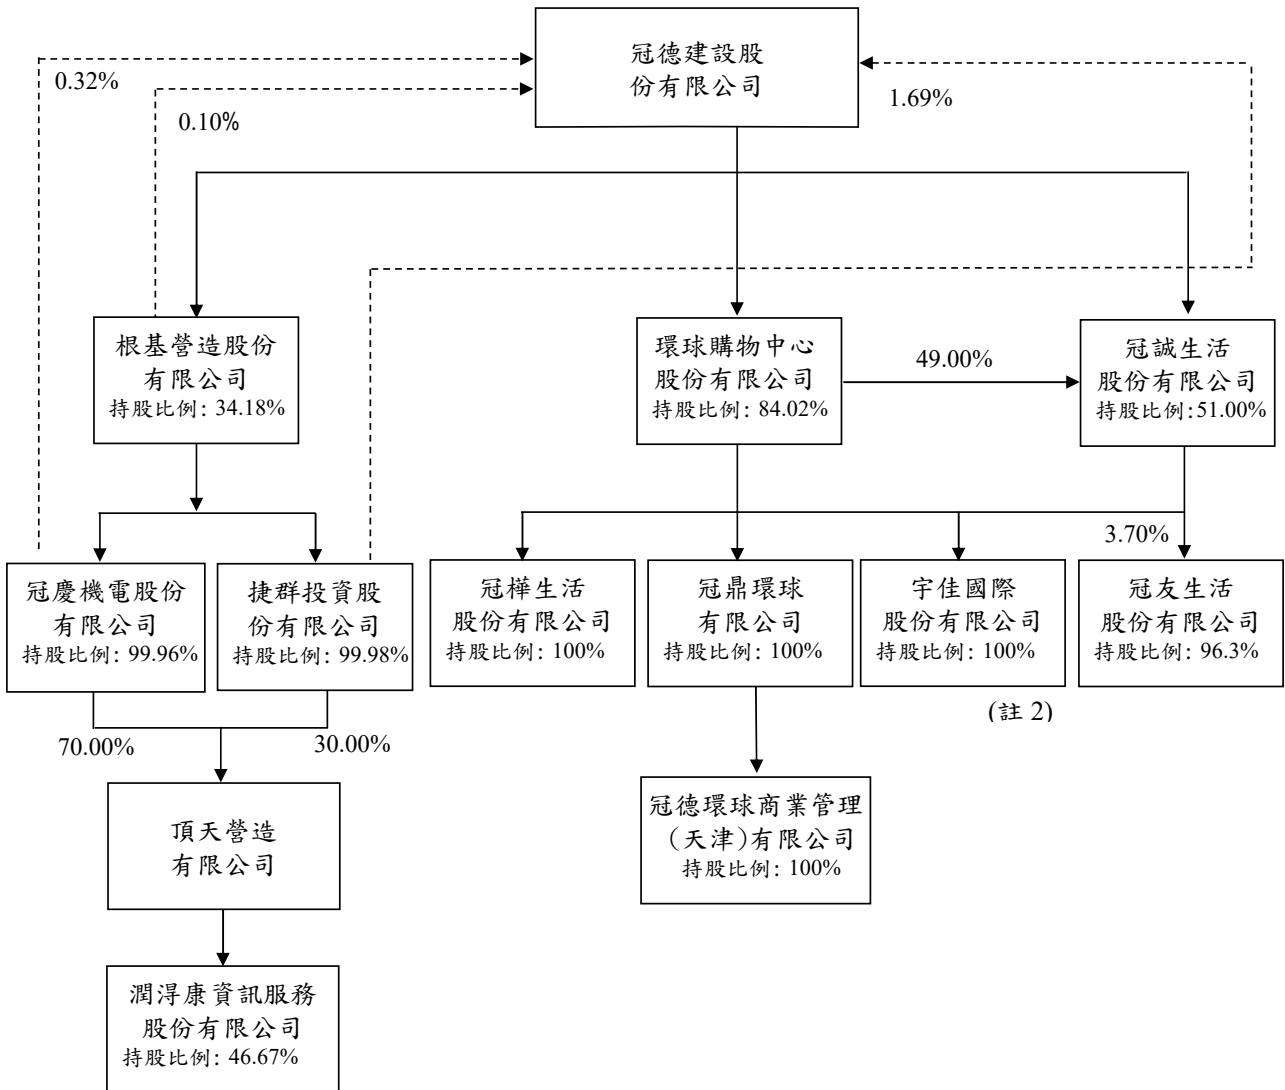 冠德建設股
份有限公司
0.32%
0.10%
1.69%
根基營造股份
有限公司
持股比例: 34.18%
環球購物中心
股份有限公司
持股比例: 84.02%
49.00%
冠誠生活
股份有限公司
持股比例:51.00%
3.70%
冠慶機電股份
有限公司
持股比例: 99.96%
捷群投資股
份有限公司
持股比例: 99.98%
冠樺生活
股份有限公司
持股比例: 100%
冠鼎環球
有限公司
持股比例: 100%
宇佳國際
股份有限公司
持股比例: 100%
冠友生活
股份有限公司
持股比例: 96.3%
(註 2)
70.00%
30.00%
頂天營造
有限公司
冠德環球商業管理
(天津)有限公司
持股比例: 100%
潤淂康資訊服務
股份有限公司
持股比例: 46.67%